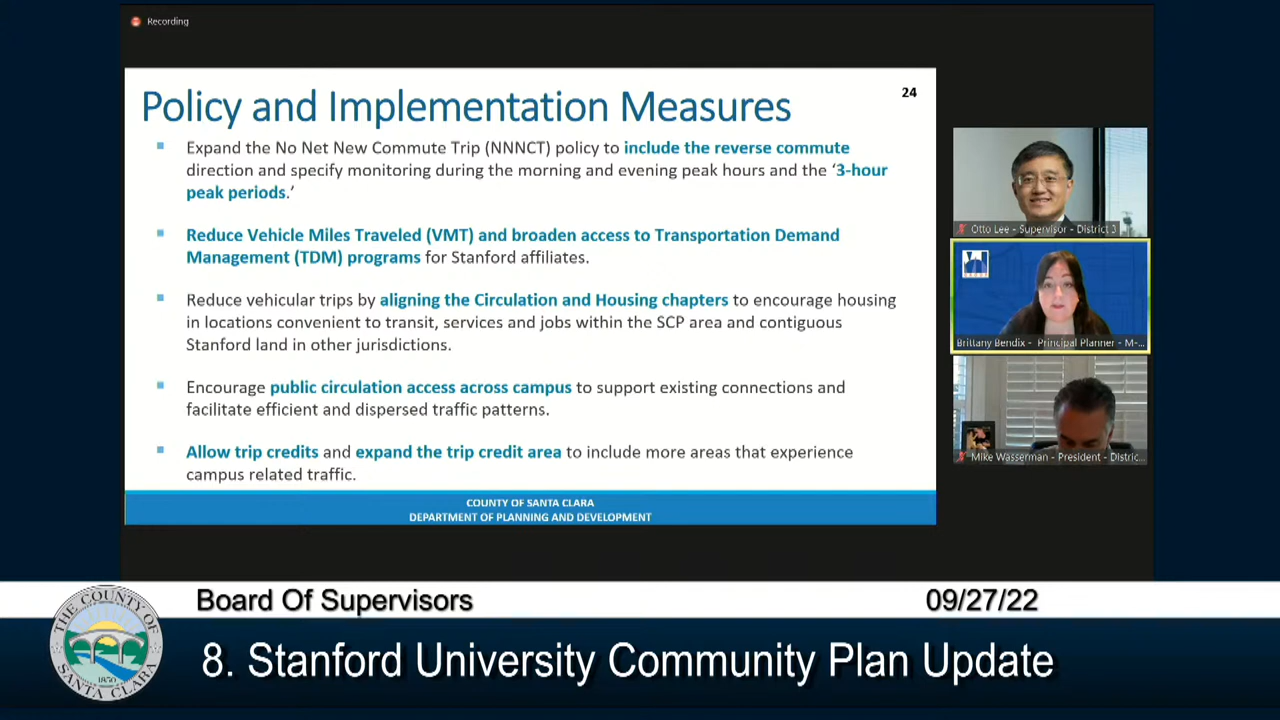 Recording
24
Policy and Implementation Measures
Expand the No Net New Commute Trip (NNNCT) policy to include the reverse commute
direction and specify monitoring during the morning and evening peak hours and the ‘3-hour
peak periods.’
Reduce Vehicle Miles Traveled (VMT) and broaden access to Transportation Demand
Management (TDM) programs for Stanford affiliates.
Reduce vehicular trips by aligning the Circulation and Housing chapters to encourage housing
in locations convenient to transit, services and jobs within the SCP area and contiguous
Stanford land in other jurisdictions.
Encourage public circulation access across campus to support existing connections and
facilitate efficient and dispersed traffic patterns.
Allow trip credits and expand the trip credit area to include more areas that experience
campus related traffic.
COUNTY OF SANTA CLARA
DEPARTMENT OF PLANNING AND DEVELOPMENT
Otto Lee - Supervisor - District 3
Brittany Bendix - Principal Planner - M-...
Mike Wasserman - President - Distric...
Board Of Supervisors
09/27/22
8. Stanford University Community Plan Update
THE COUNTY OF
SANTA CLARA
1850